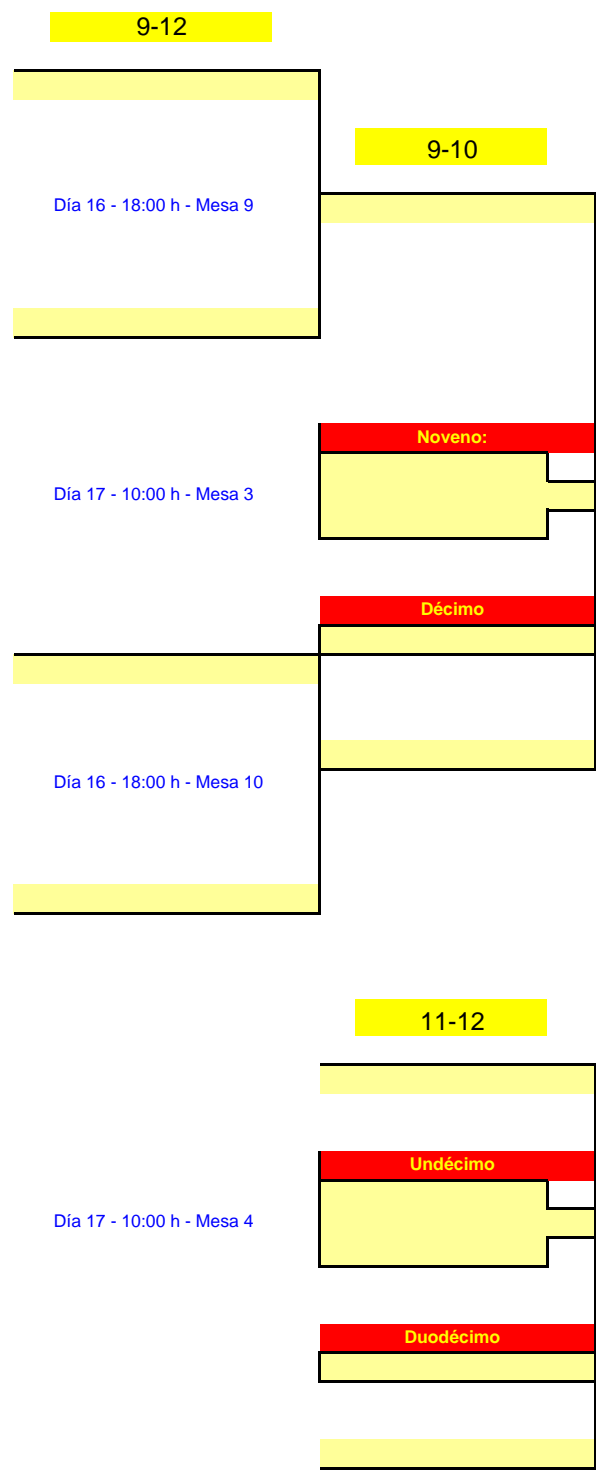 9-12
9-10
Día 16 - 18:00 h - Mesa 9
Noveno:
Día 17 - 10:00 h - Mesa 3
Décimo
Día 16 - 18:00 h - Mesa 10
11-12
Undécimo
Día 17 - 10:00 h - Mesa 4
Duodécimo